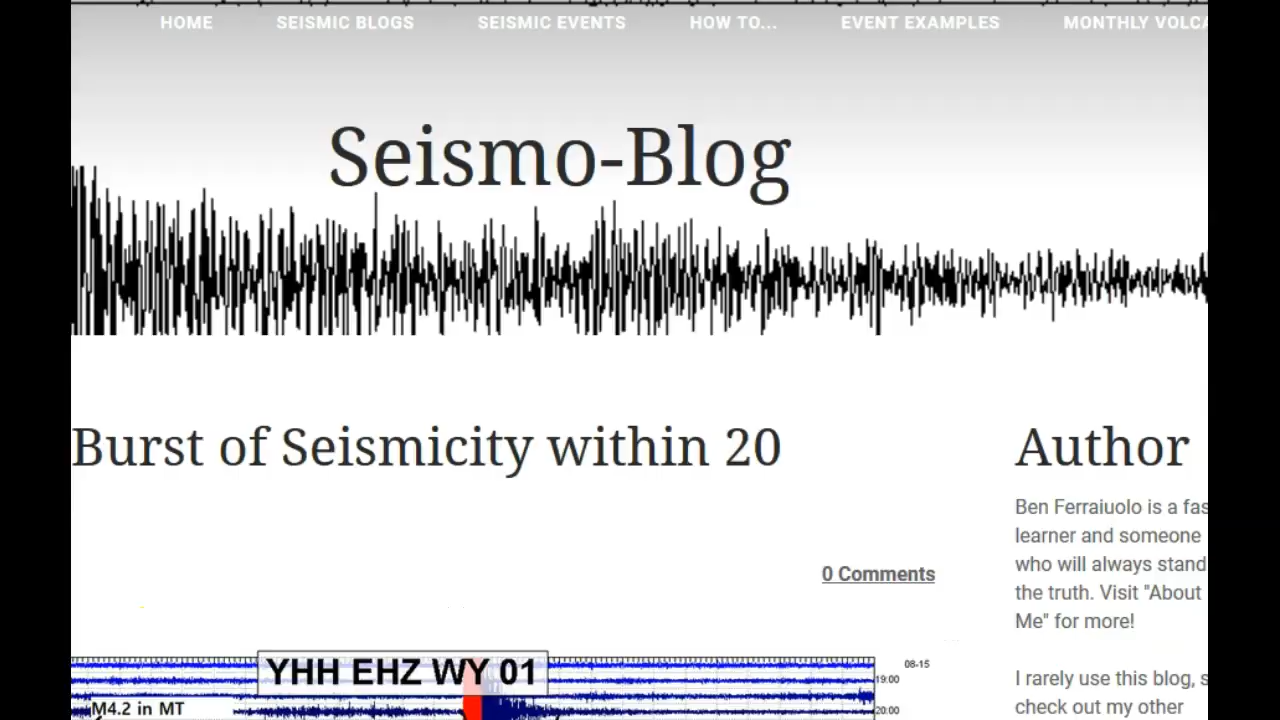 HOME SEISMIC BLOGS SEISMIC EVENTS HOW TO... EVENT EXAMPLES MONTHLY VOLCA
Seismo-Blog
Burst of Seismicity within 20
0 Comments
Author
Ben Ferraiuolo is a fas
learner and someone
who will always stand
the truth. Visit "About
Me" for more!
I rarely use this blog, s
check out my other
YHH EHZ WY 01
08-15
19:00
M4.2 in MT
20:00